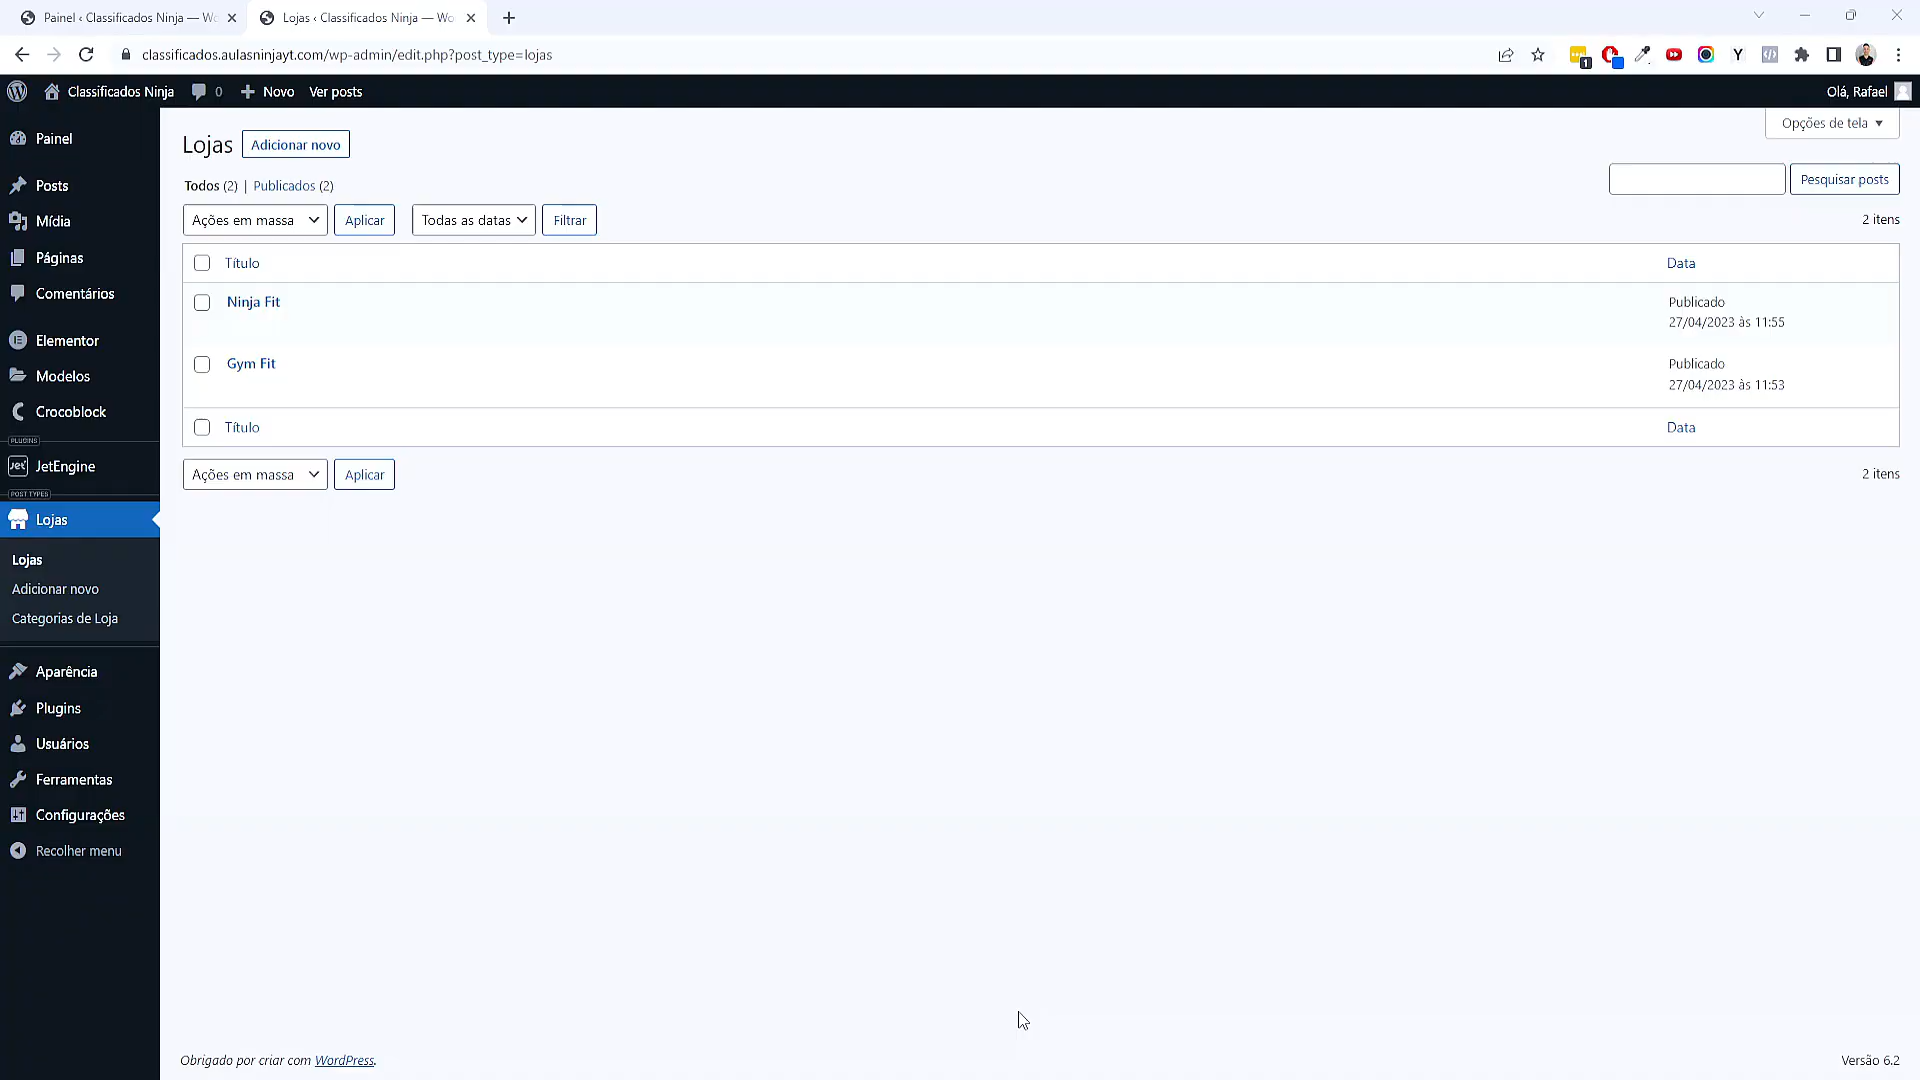 Painel ‹ Classificados Ninja — Wo
Lojas ‹ Classificados Ninja — Wo
classificados.aulasninjayt.com/wp-admin/edit.php?post_type=lojas
1
Y
Classificados Ninja
0
Novo
Ver posts
Olá, Rafael
Painel
Posts
Mídia
Páginas
Comentários
Elementor
Modelos
Crocoblock
PLUGINS
Jet JetEngine
POST TYPES
Lojas
Lojas
Adicionar novo
Categorias de Loja
Aparência
Plugins
Usuários
Ferramentas
Configurações
Recolher menu
Opções de tela
Lojas
Adicionar novo
Todos (2) | Publicados (2)
Pesquisar posts
Ações em massa
Aplicar
Todas as datas
Filtrar
2 itens
Título
Data
Ninja Fit
Publicado
27/04/2023 às 11:55
Gym Fit
Publicado
27/04/2023 às 11:53
Título
Data
Ações em massa
Aplicar
2 itens
Obrigado por criar com WordPress.
Versão 6.2